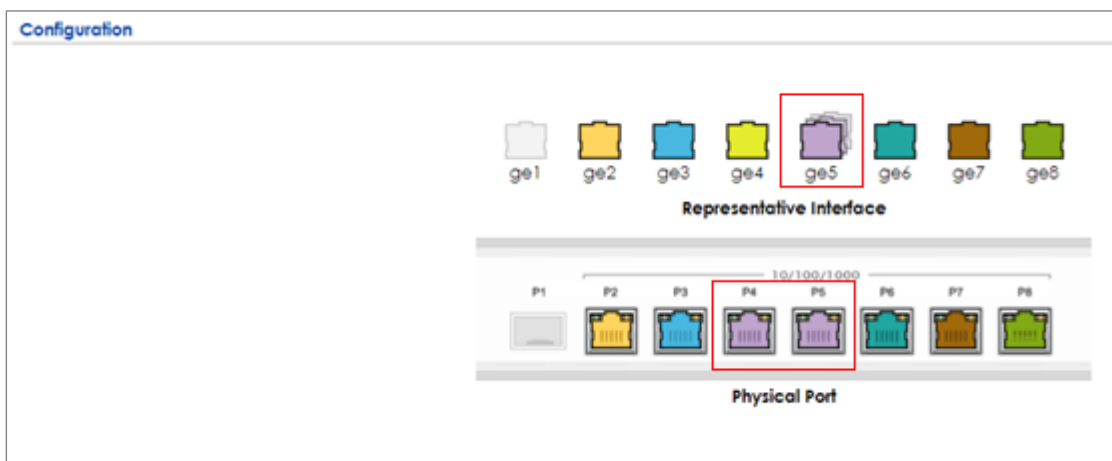 Configuration
ge1 ge2 ge3 ge4 ge5 ge6 ge7 ge8
Representative Interface
10/100/1000
P1 P2 P3 P4 P5 P6 P7 P8
Physical Port